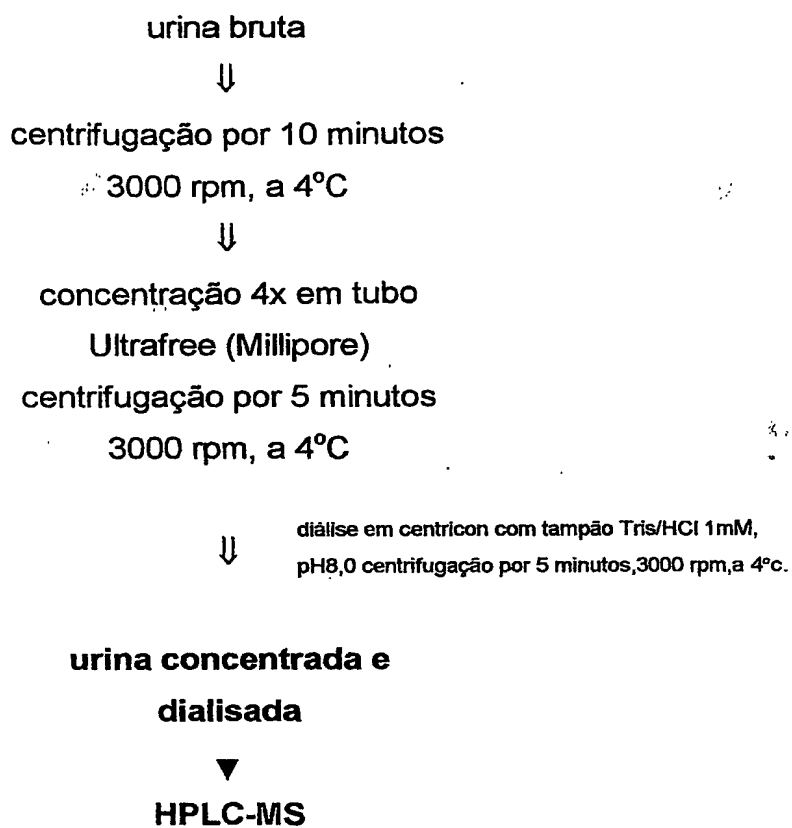 urina bruta
⇓
centrifugação por 10 minutos
3000 rpm, a 4ºC
⇓
concentração 4x em tubo
Ultrafree (Millipore)
centrifugação por 5 minutos
3000 rpm, a 4ºC
⇓
diálise em centricon com tampão Tris/HCl 1mM,
pH8,0 centrifugação por 5 minutos,3000 rpm,a 4ºc.
urina concentrada e
dialisada
▼
HPLC-MS